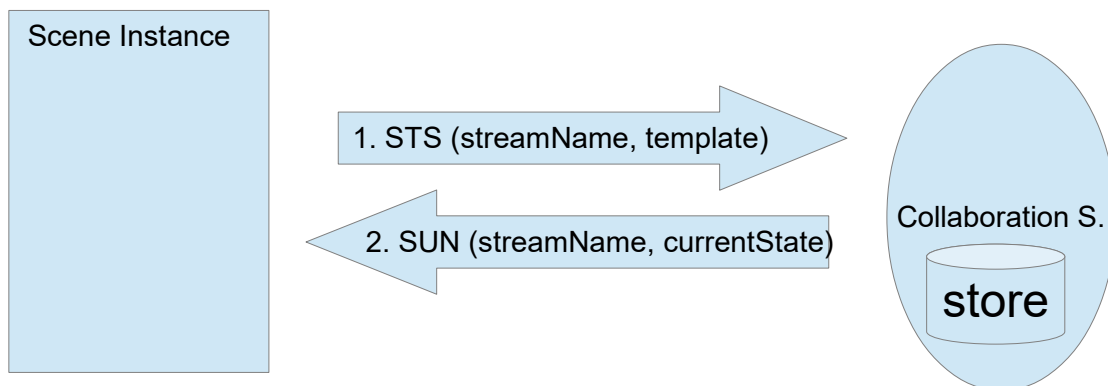 Scene Instance
1. STS (streamName, template)
2. SUN (streamName, currentState)
Collaboration S.
store